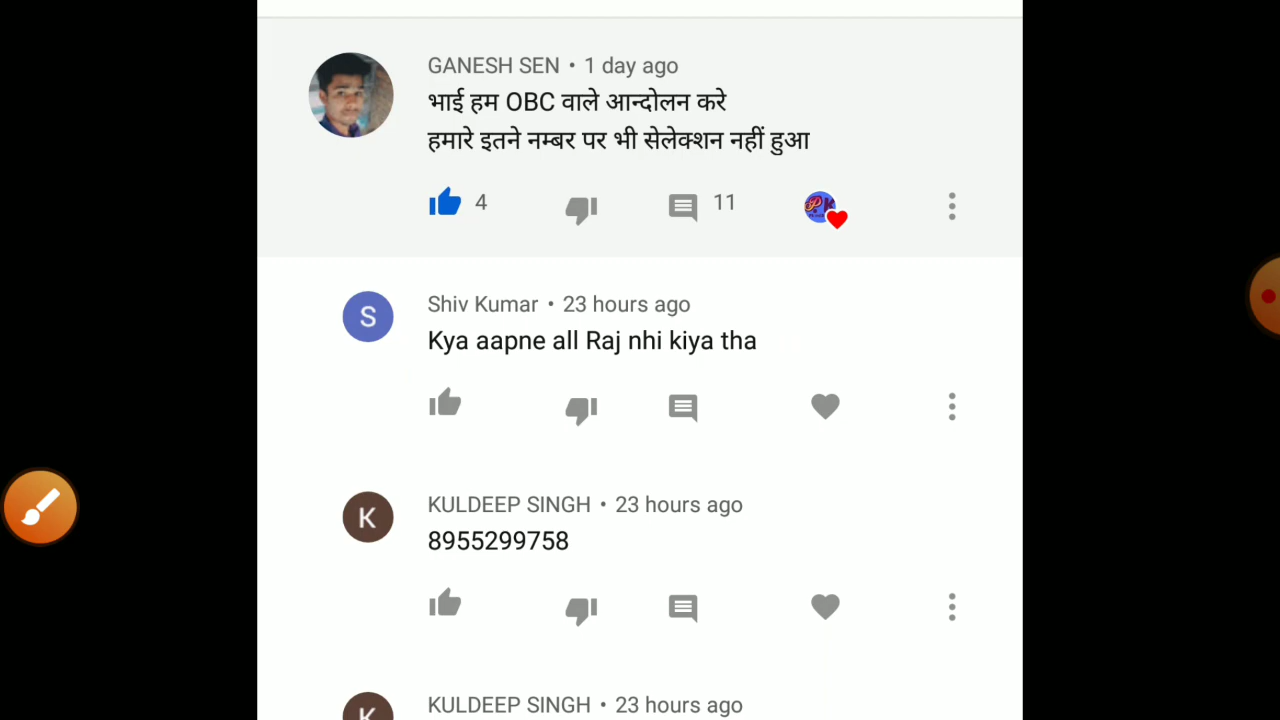 GANESH SEN • 1 day ago
भाई हम OBC वाले आन्दोलन करे
हमारे इतने नम्बर पर भी सेलेक्शन नहीं हुआ
4
11
S
Shiv Kumar • 23 hours ago
Kya aapne all Raj nhi kiya tha
K
KULDEEP SINGH • 23 hours ago
8955299758
K
KULDEEP SINGH • 23 hours ago